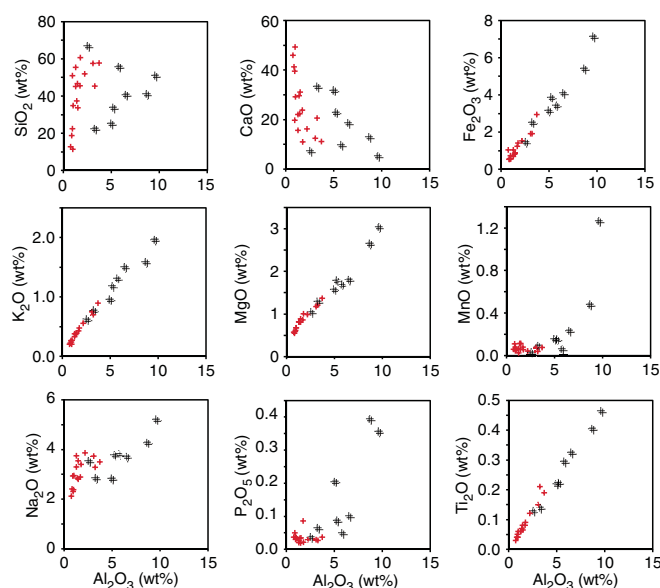 80
60
40
20
0
0 5 10 15
SiO2 (wt%)
60
40
20
0
0 5 10 15
CaO (wt%)
8
6
4
2
0
0 5 10 15
Fe2O3 (wt%)
2.0
1.0
0.0
0 5 10 15
K2O (wt%)
4
3
2
1
0
0 5 10 15
MgO (wt%)
1.2
0.8
0.4
0.0
0 5 10 15
MnO (wt%)
6
4
2
0
0 5 10 15
Na2O (wt%)
Al2O3 (wt%)
0.4
0.3
0.2
0.1
0.0
0 5 10 15
P2O5 (wt%)
Al2O3 (wt%)
0.5
0.4
0.3
0.2
0.1
0
0 5 10 15
Ti2O (wt%)
Al2O3 (wt%)